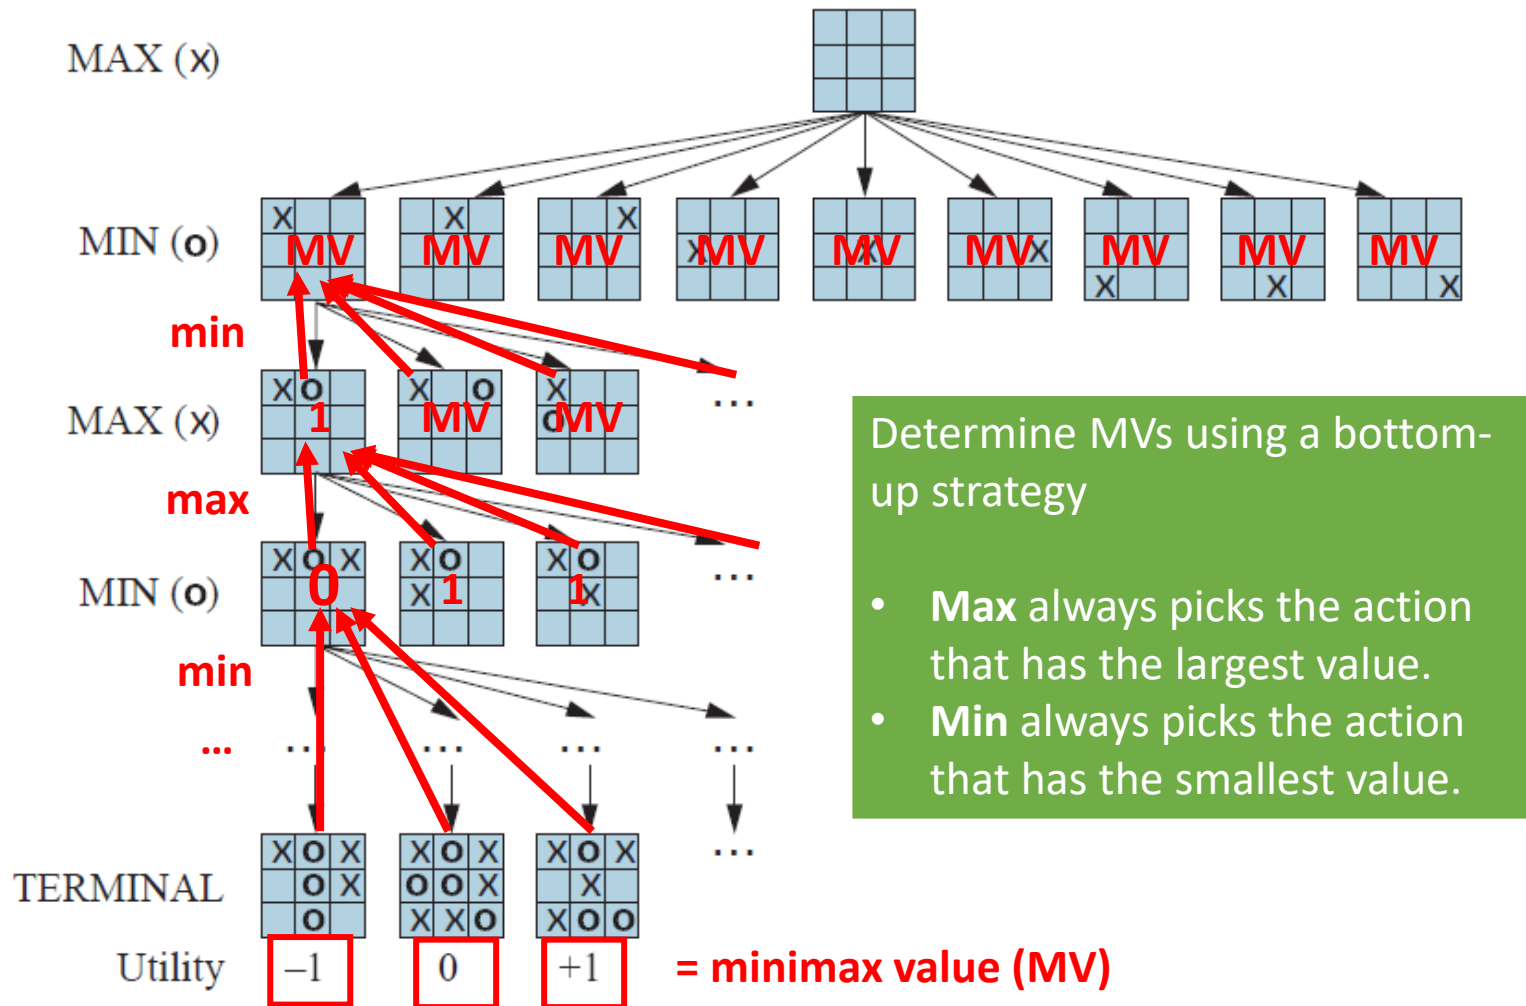 MAX (x)
MIN (o)
X X X X X X X X X
MV MV MV MV MV MV MV MV MV
min
MAX (x)
X O X O X
O
1 MV MV ...
max
MIN (o)
X O X X O X O
X X
0 1 1 ...
min
... ... ... ... ...
TERMINAL
X O X X O X X O X ...
O X O O X X
O X X O X O O
Utility -1 0 +1 = minimax value (MV)
Determine MVs using a bottom-
up strategy
• Max always picks the action
that has the largest value.
• Min always picks the action
that has the smallest value.